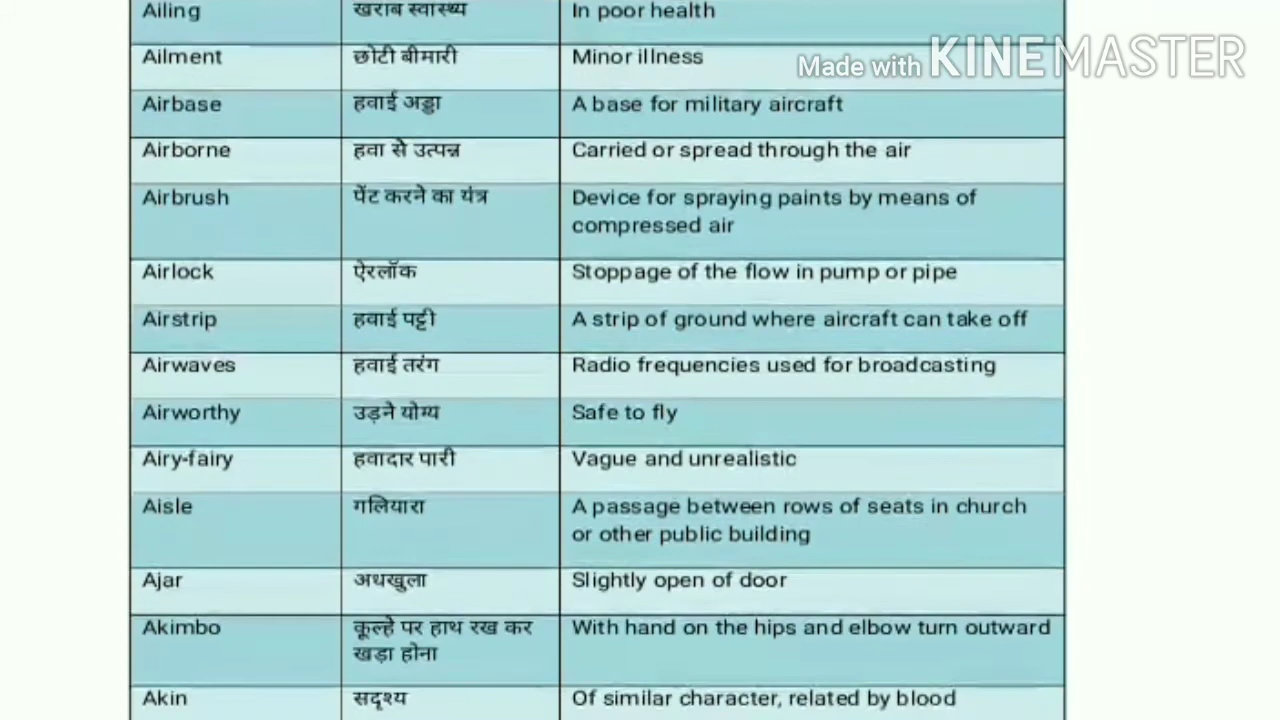 Ailing खराब स्वास्थ्य In poor health
Ailment छोटी बीमारी Minor illness
Made with KINEMASTER
Airbase हवाई अड्डा A base for military aircraft
Airborne हवा से उत्पन्न Carried or spread through the air
Airbrush पेंट करने का यंत्र Device for spraying paints by means of
compressed air
Airlock ऐरलॉक Stoppage of the flow in pump or pipe
Airstrip हवाई पट्टी A strip of ground where aircraft can take off
Airwaves हवाई तरंग Radio frequencies used for broadcasting
Airworthy उड़ने योग्य Safe to fly
Airy-fairy हवादार पारी Vague and unrealistic
Aisle गलियारा A passage between rows of seats in church
or other public building
Ajar अधखुला Slightly open of door
Akimbo कूल्हे पर हाथ रख कर With hand on the hips and elbow turn outward
खड़ा होना
Akin सदृश्य Of similar character, related by blood